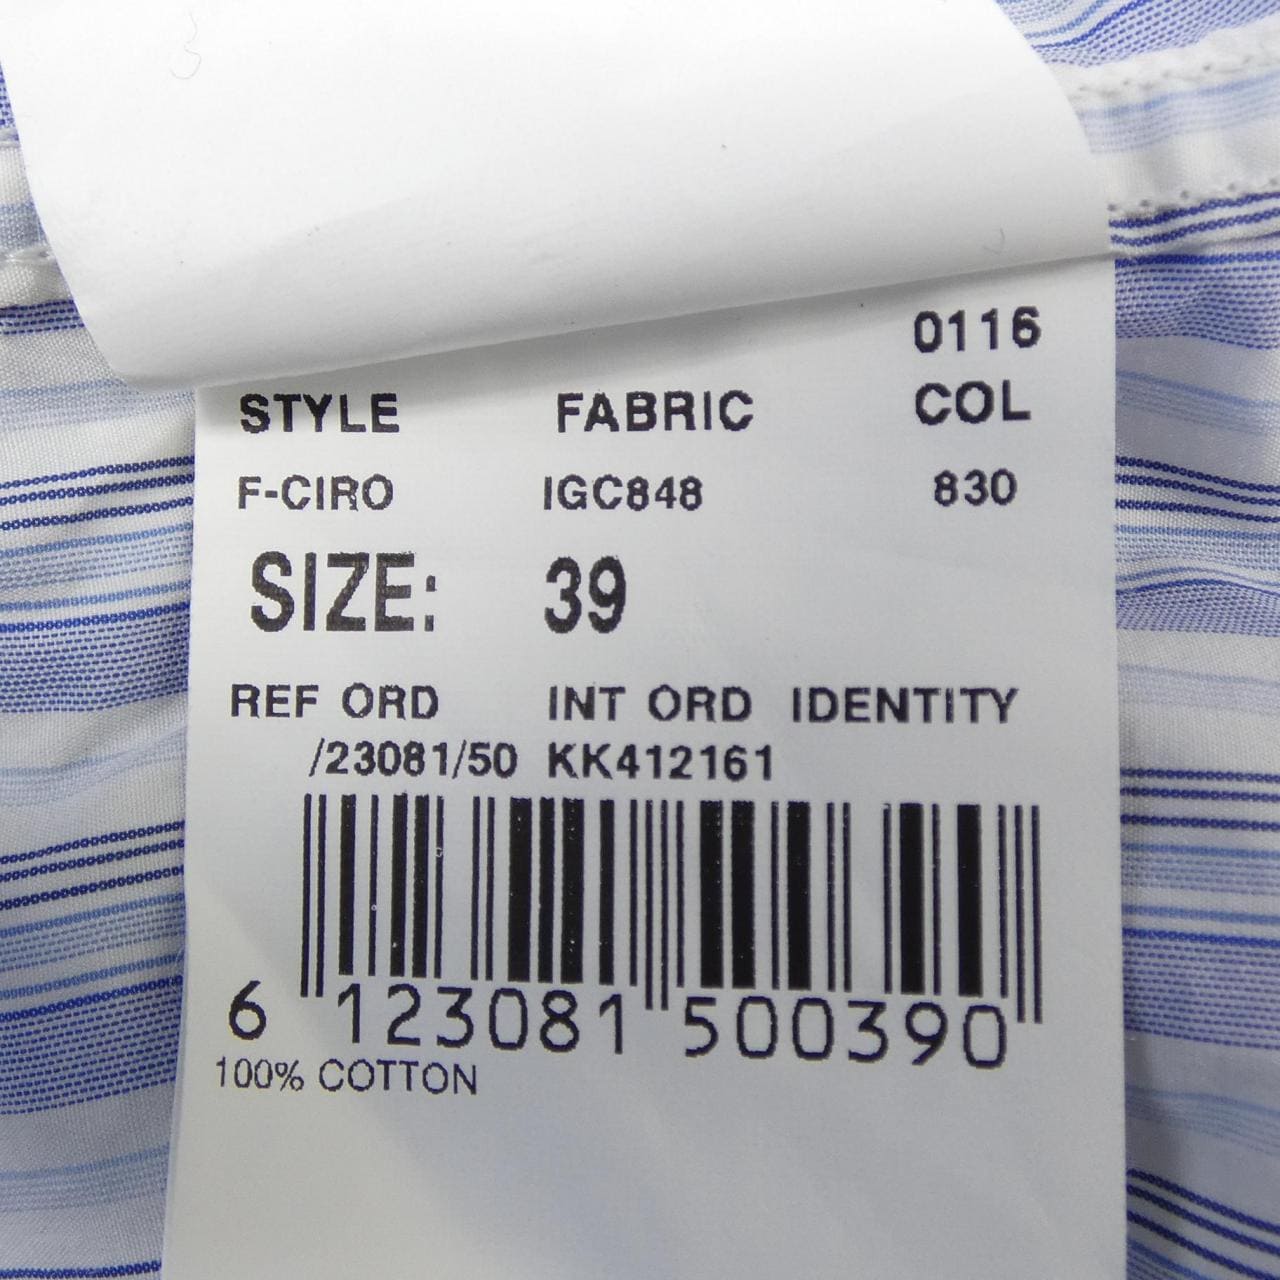 0116
STYLE FABRIC COL
F-CIRO IGC848 830
SIZE: 39
REF ORD INT ORD IDENTITY
/23081/50 KK412161
6 123081 500390
100% COTTON